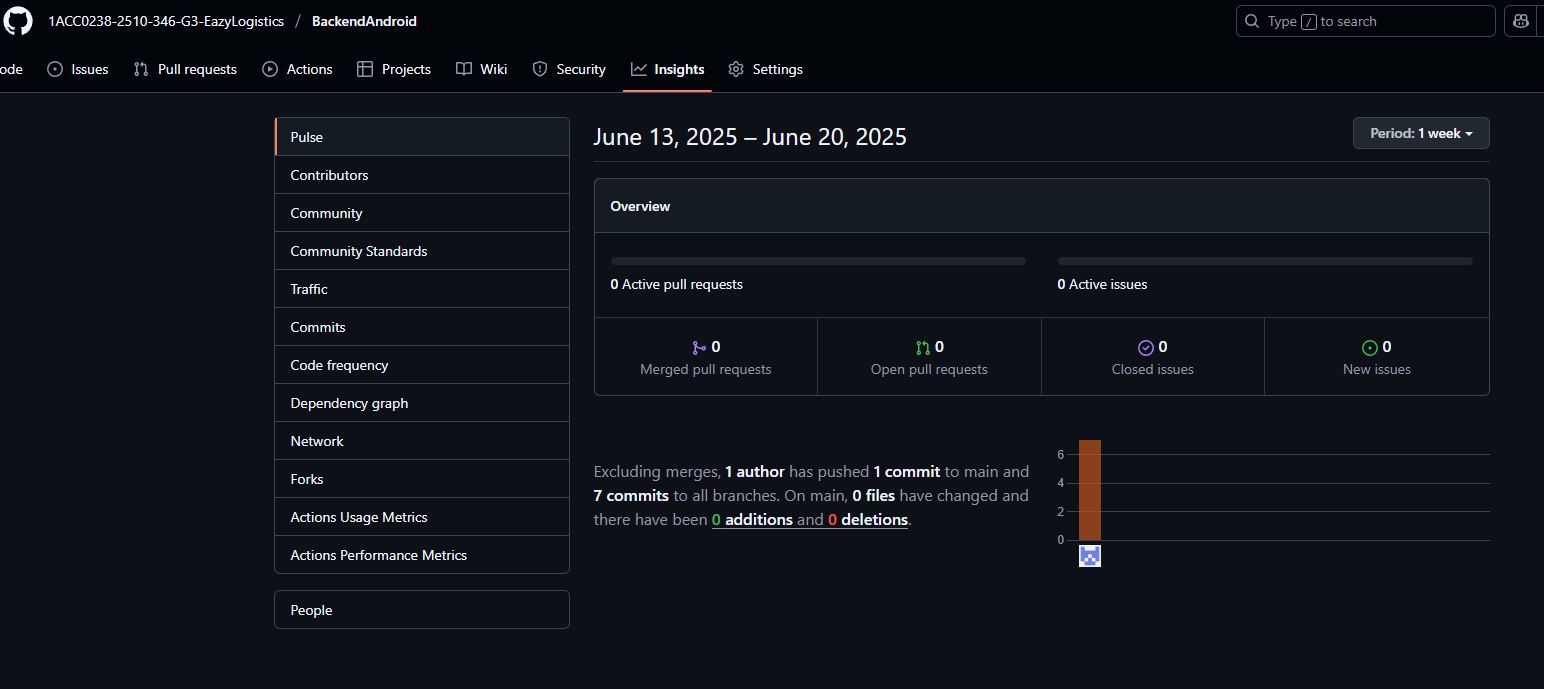 1ACC0238-2510-346-G3-EazyLogistics / BackendAndroid
Type / to search
ode Issues Pull requests Actions Projects Wiki Security Insights Settings
Pulse
Contributors
Community
Community Standards
Traffic
Commits
Code frequency
Dependency graph
Network
Forks
Actions Usage Metrics
Actions Performance Metrics
People
June 13, 2025 – June 20, 2025
Period: 1 week
Overview
0 Active pull requests
0 Active issues
0
Merged pull requests
0
Open pull requests
0
Closed issues
0
New issues
Excluding merges, 1 author has pushed 1 commit to main and
7 commits to all branches. On main, 0 files have changed and
there have been 0 additions and 0 deletions.
6
4
2
0